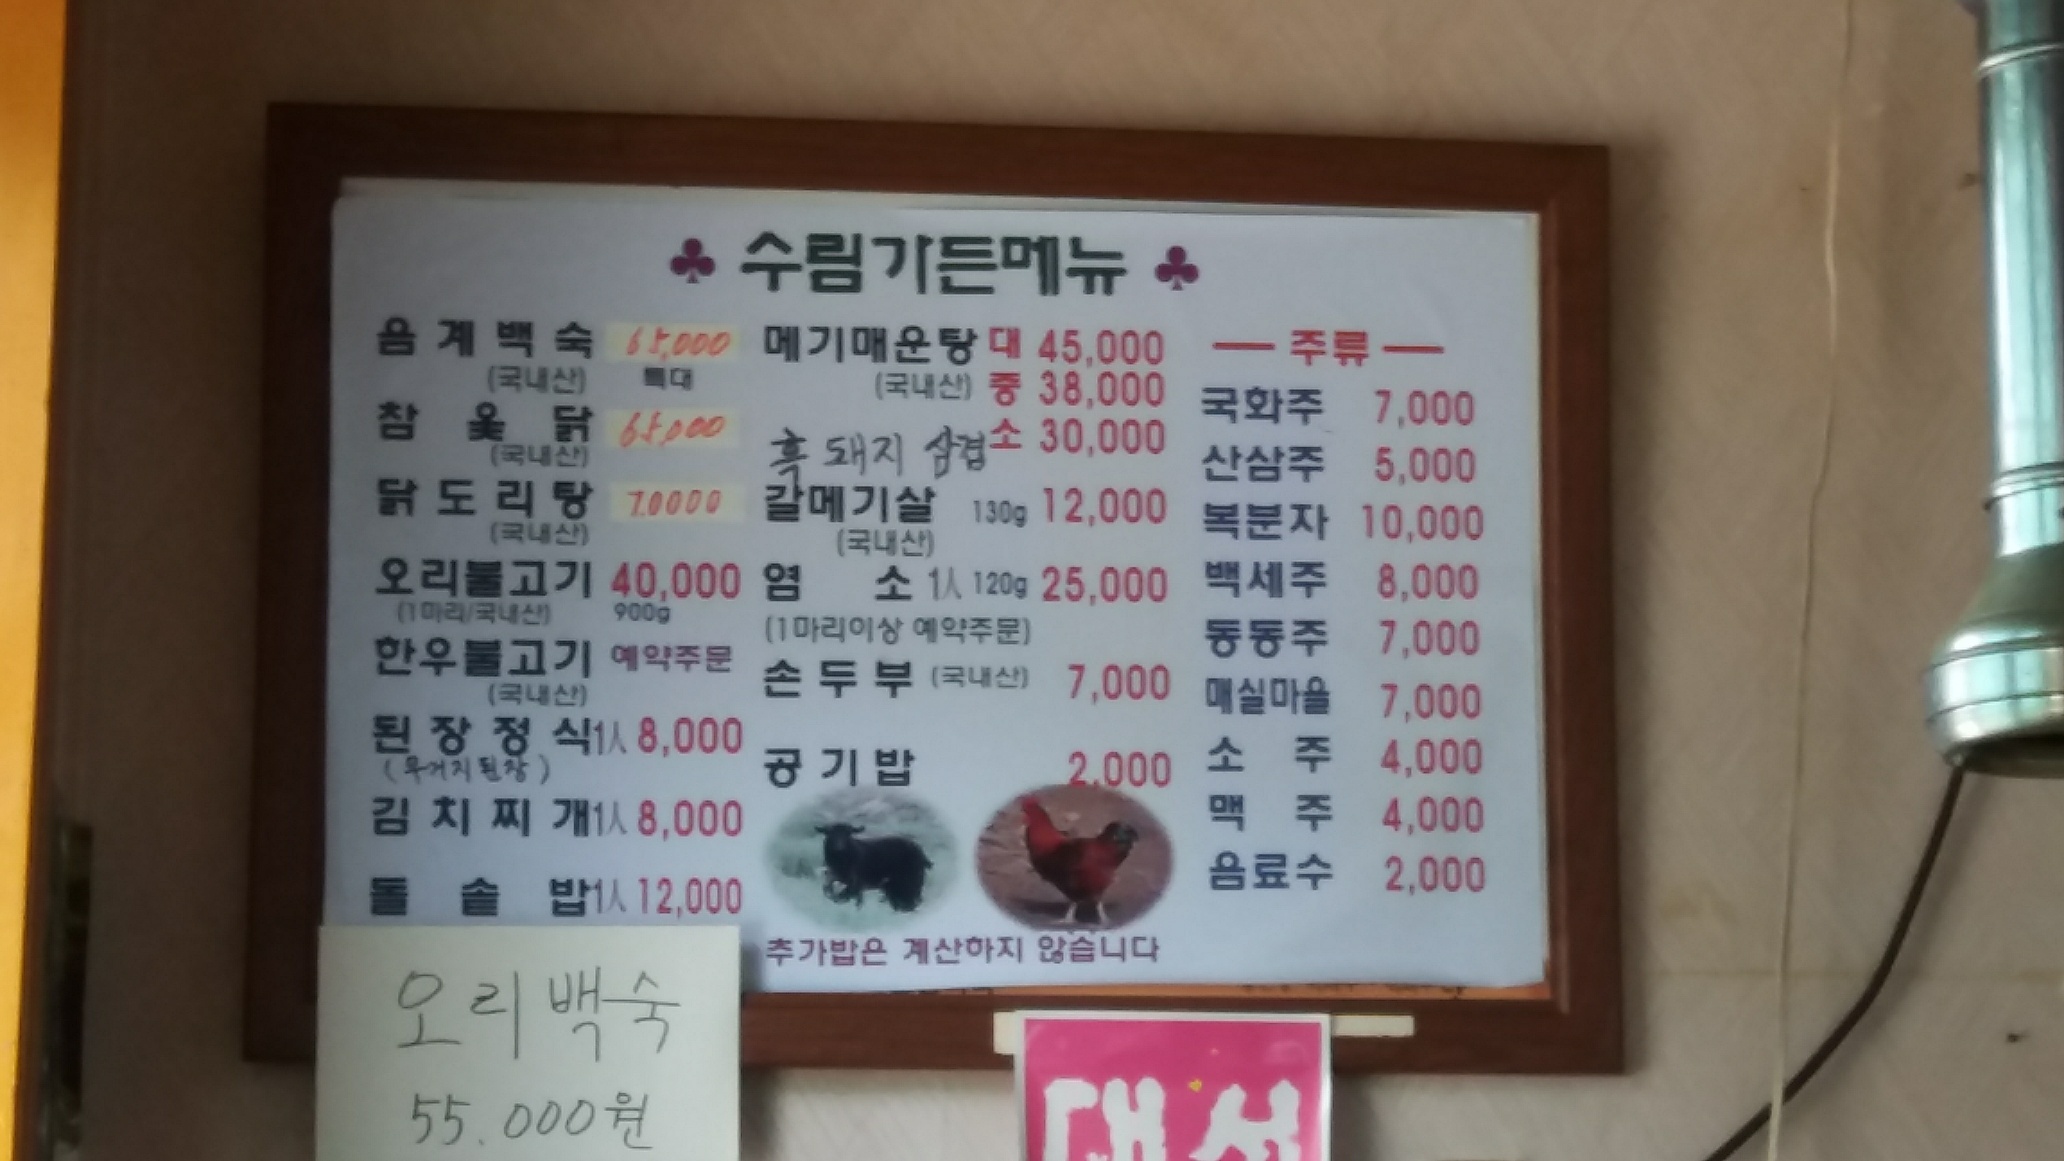 ♣ 수림가든메뉴 ♣
음계백숙 65,000
(국내산) 특대
참옻닭 65,000
(국내산)
닭도리탕 70000
(국내산)
오리불고기 40,000
(1마리/국내산) 900g
한우불고기 예약주문
(국내산)
된장정식 1人 8,000
(우거지된장)
김치찌개 1人 8,000
돌솥밥 1人 12,000
메기매운탕 대 45,000
(국내산) 중 38,000
소 30,000
흑돼지 삼겹
갈메기살 130g 12,000
(국내산)
염소 1人 120g 25,000
(1마리이상 예약주문)
손두부 (국내산) 7,000
공기밥 2,000
추가밥은 계산하지 않습니다
주류
국화주 7,000
산삼주 5,000
복분자 10,000
백세주 8,000
동동주 7,000
매실마을 7,000
소주 4,000
맥주 4,000
음료수 2,000
오리백숙
55.000원